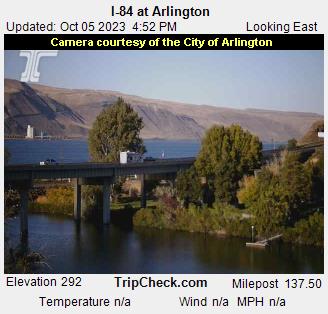 I-84 at Arlington
Updated: Oct 05 2023 4:52 PM Looking East
Camera courtesy of the City of Arlington
Elevation 292 TripCheck.com Milepost 137.50
Temperature n/a Wind n/a MPH n/a